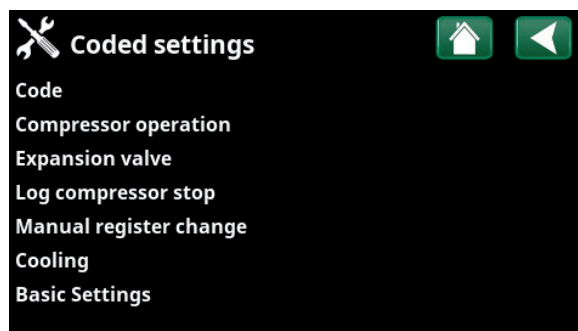 Coded settings
Code
Compressor operation
Expansion valve
Log compressor stop
Manual register change
Cooling
Basic Settings